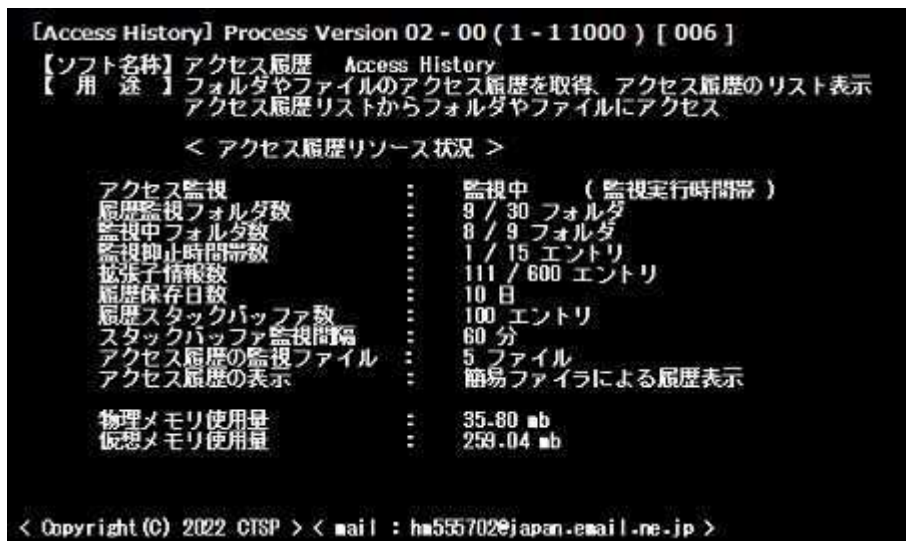 [Access History] Process Version 02 - 00 ( 1 - 1 1000 ) [ 006 ]
【ソフト名称】アクセス履歴 Access History
【 用 途 】フォルダやファイルのアクセス履歴を取得、アクセス履歴のリスト表示
アクセス履歴リストからフォルダやファイルにアクセス
< アクセス履歴リソース状況 >
アクセス監視 : 監視中 ( 監視実行時間帯 )
履歴監視フォルダ数 : 9 / 30 フォルダ
監視中フォルダ数 : 8 / 9 フォルダ
監視抑止時間帯数 : 1 / 15 エントリ
拡張子情報数 : 111 / 600 エントリ
履歴保存日数 : 10 日
履歴スタックバッファ数 : 100 エントリ
スタックバッファ監視間隔 : 60 分
アクセス履歴の監視ファイル : 5 ファイル
アクセス履歴の表示 : 簡易ファイラによる履歴表示
物理メモリ使用量 : 35.80 mb
仮想メモリ使用量 : 259.04 mb
< Copyright(C) 2022 CTSP > < mail : hm555702@japan.email.ne.jp >